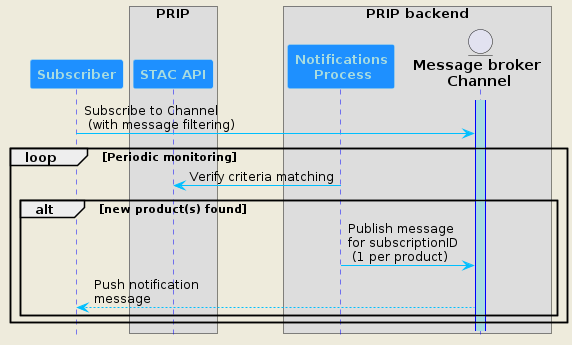 PRIP
PRIP backend
Subscriber
STAC API
Notifications
Process
Message broker
Channel
Subscribe to Channel
(with message filtering)
loop
[Periodic monitoring]
Verify criteria matching
alt
[new product(s) found]
Publish message
for subscriptionID
(1 per product)
Push notification
message